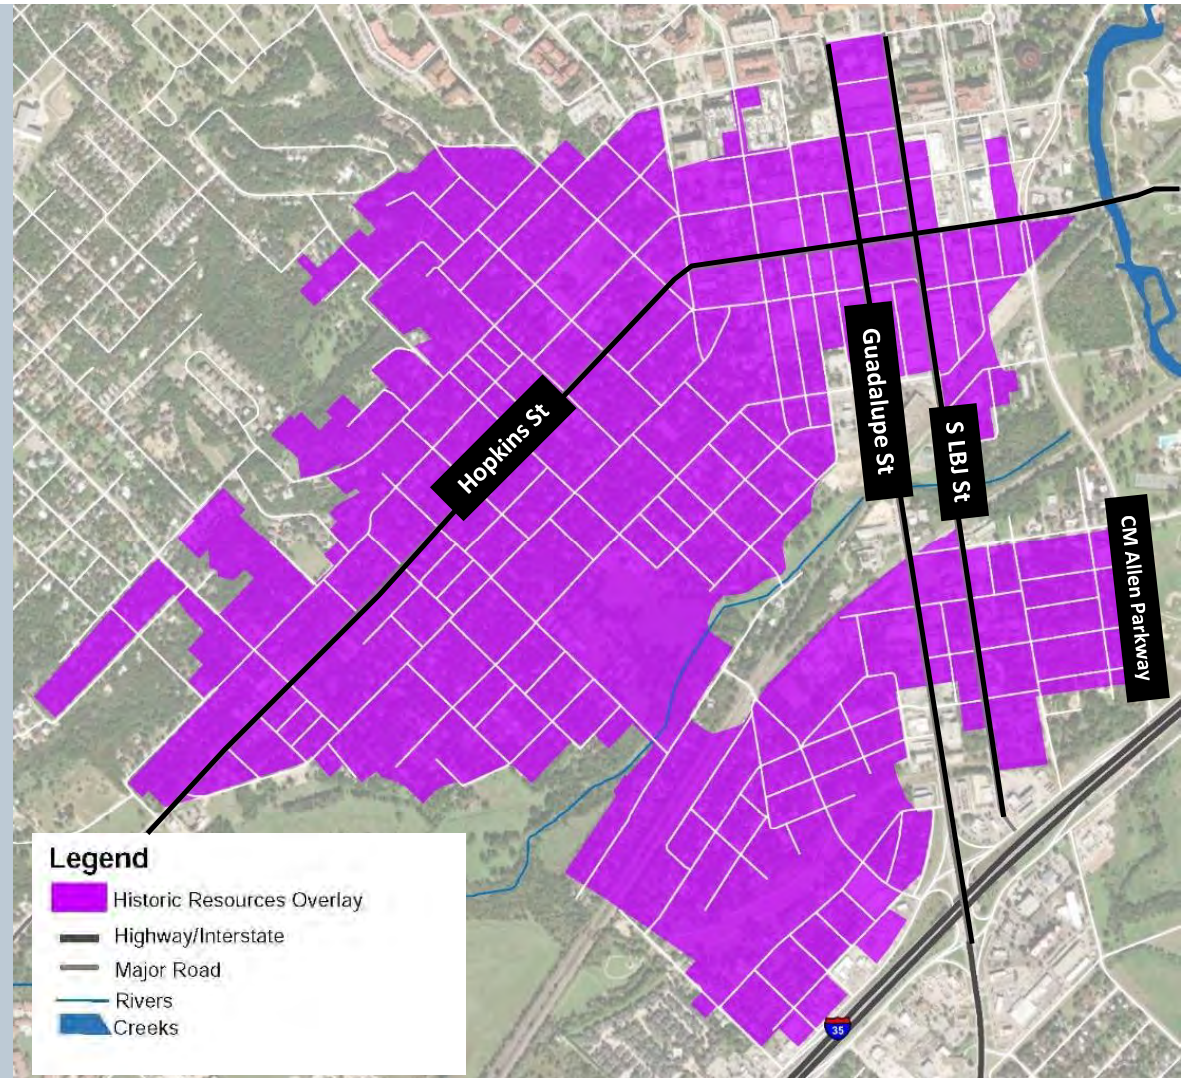 Hopkins St
Guadalupe St
S LBJ St
CM Allen Parkway
Legend
Historic Resources Overlay
Highway/Interstate
Major Road
Rivers
Creeks
35